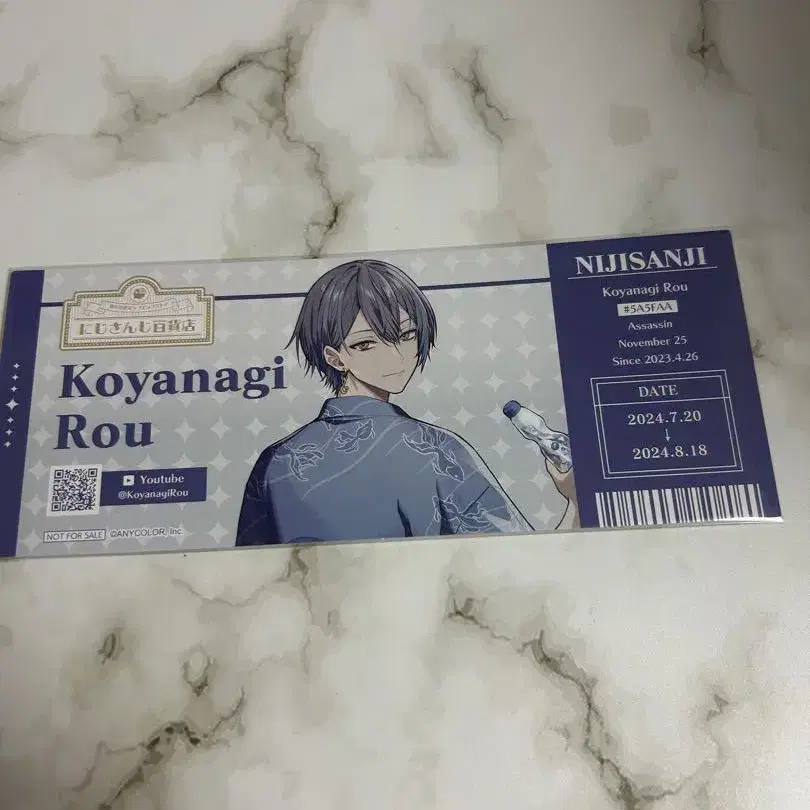 にじさんじ百貨店
Koyanagi
Rou
Youtube
@KoyanagiRou
NOT FOR SALE ©ANYCOLOR, Inc.
NIJISANJI
Koyanagi Rou
#5A5FAA
Assassin
November 25
Since 2023.4.26
DATE
2024.7.20
↓
2024.8.18